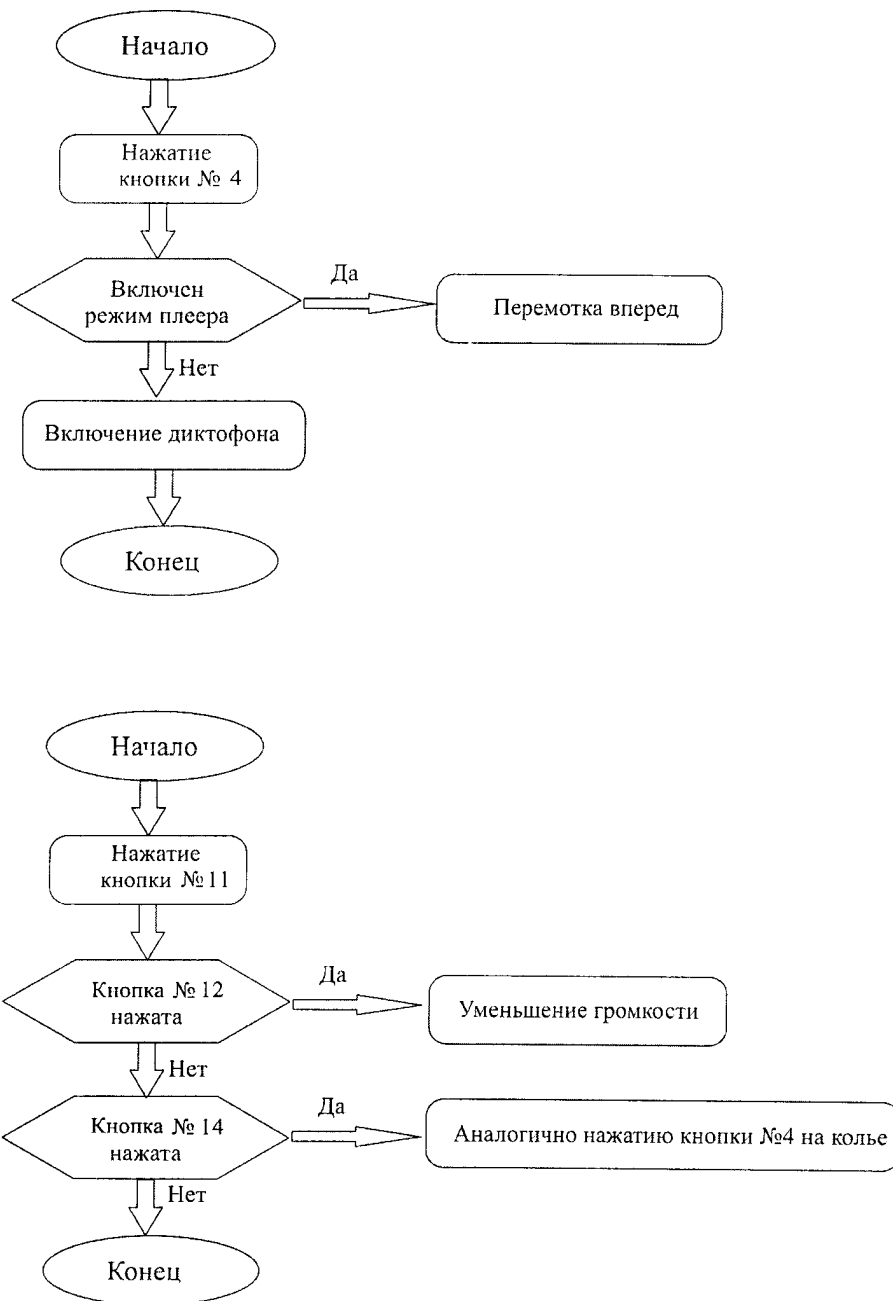 Начало
Нажатие
кнопки № 4
Включен
режим плеера
Да
Перемотка вперед
Нет
Включение диктофона
Конец
Начало
Нажатие
кнопки №11
Кнопка № 12
нажата
Да
Уменьшение громкости
Нет
Кнопка № 14
нажата
Да
Аналогично нажатию кнопки №4 на колье
Нет
Конец